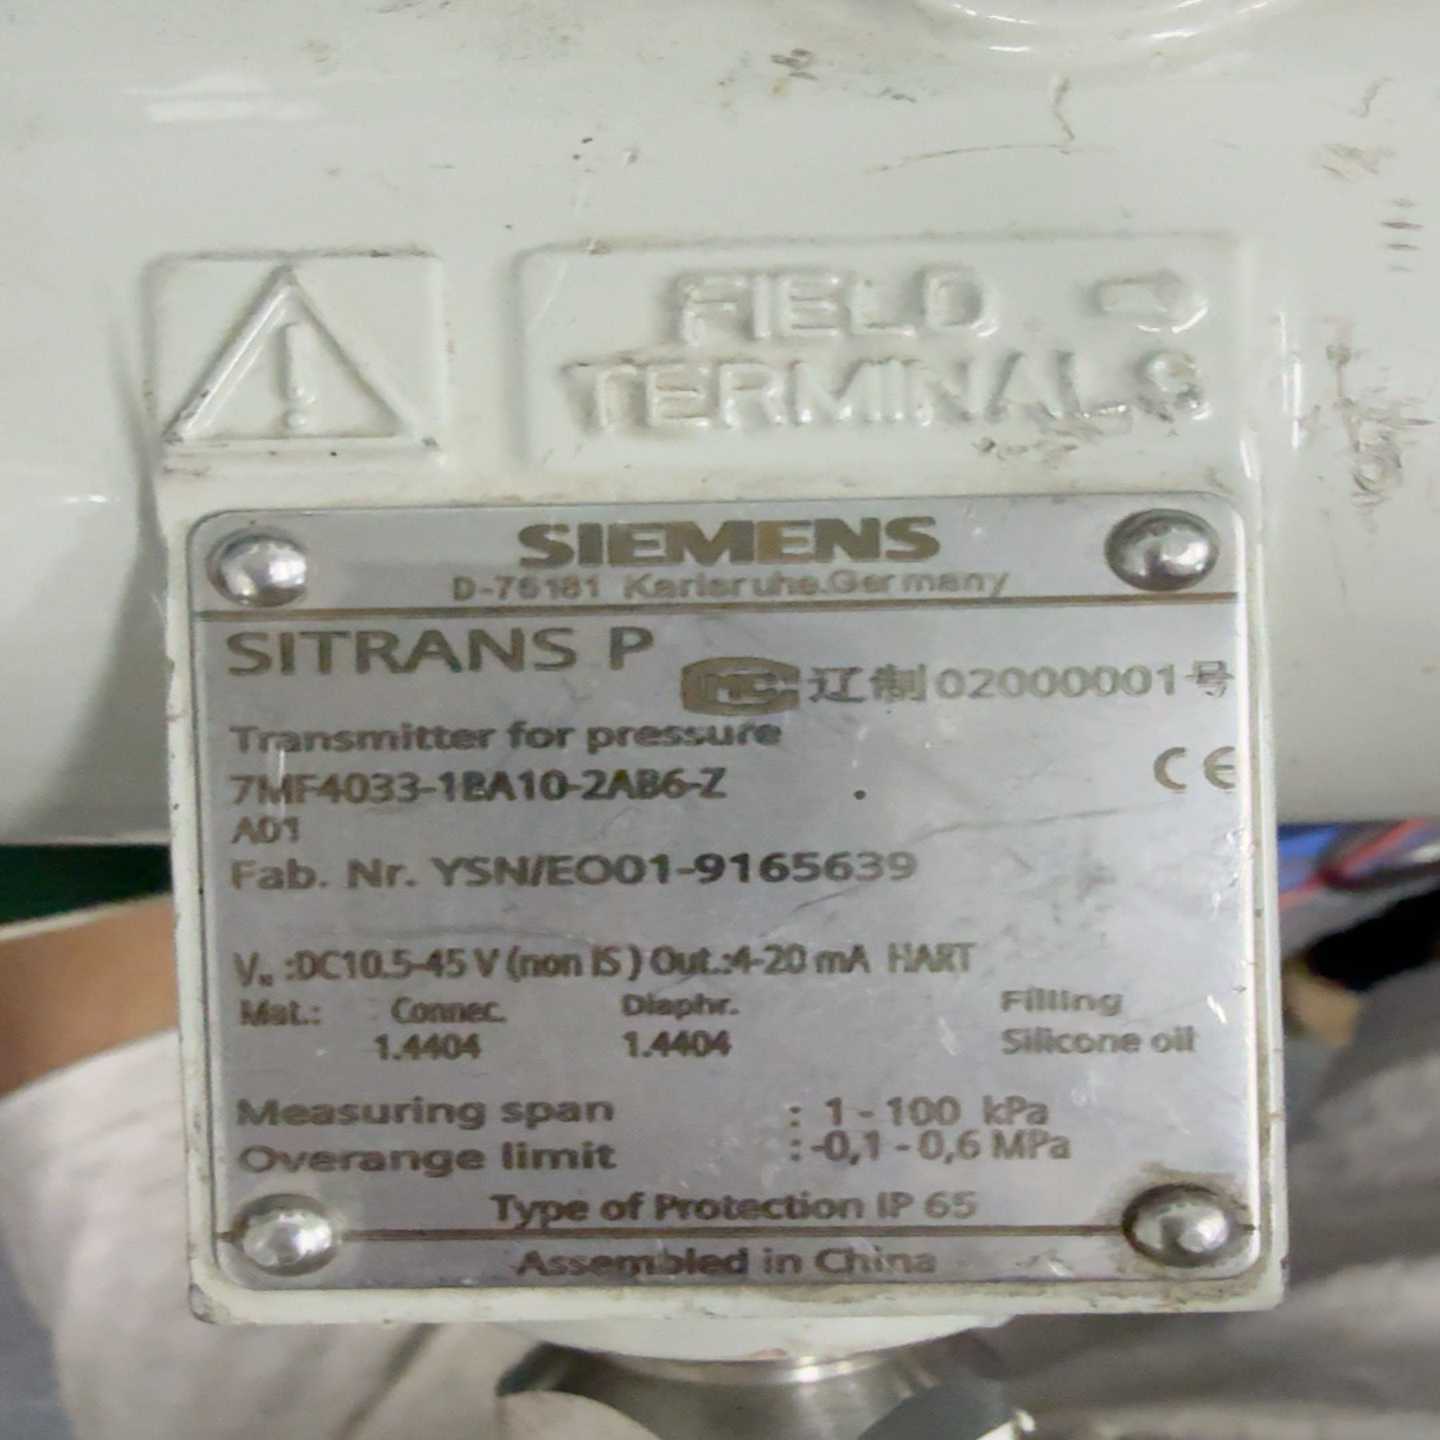 FIELD
TERMINALS
SIEMENS
D-76181 Karlsruhe.Germany
SITRANS P
MC 辽制02000001号
Transmitter for pressure
7MF4033-1BA10-2AB6-Z
CE
A01
Fab. Nr. YSN/EO01-9165639
VH :DC10.5-45 V (non IS) Out.:4-20 mA HART
Mat.: Connec. Diaphr. Filling
1.4404 1.4404 Silicone oil
Measuring span : 1 - 100 kPa
Overange limit :-0,1 - 0,6 MPa
Type of Protection IP 65
Assembled in China